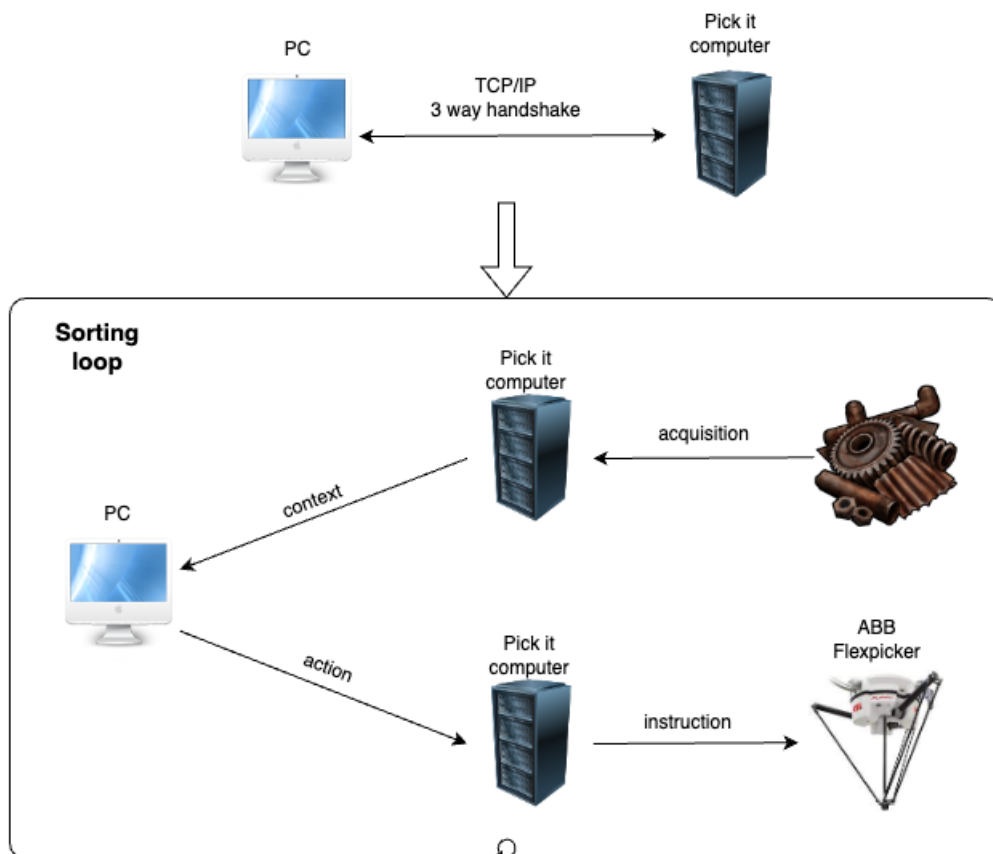 PC
Pick it
computer
TCP/IP
3 way handshake
Sorting
loop
Pick it
computer
acquisition
context
PC
action
Pick it
computer
instruction
ABB
Flexpicker